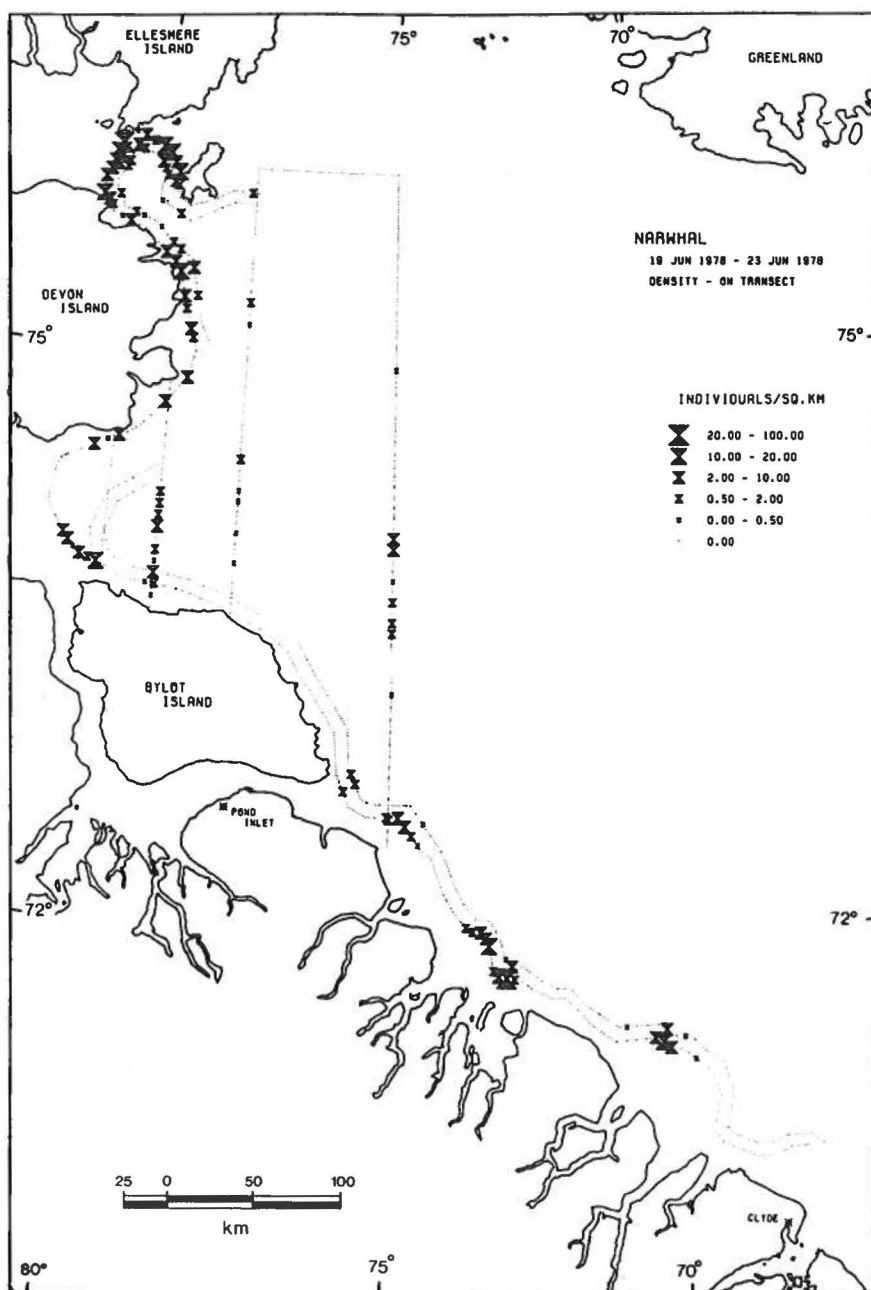 ELLESMERE
ISLAND
75°
70°
GREENLAND
NARWHAL
19 JUN 1978 - 23 JUN 1978
DENSITY - ON TRANSECT
DEVON
ISLAND
75°
75°
INDIVIDUALS/SQ.KM
20.00 - 100.00
10.00 - 20.00
2.00 - 10.00
0.50 - 2.00
0.00 - 0.50
0.00
BYLOT
ISLAND
POND
INLET
72°
72°
25 0 50 100
km
CLYDE
80°
75°
70°